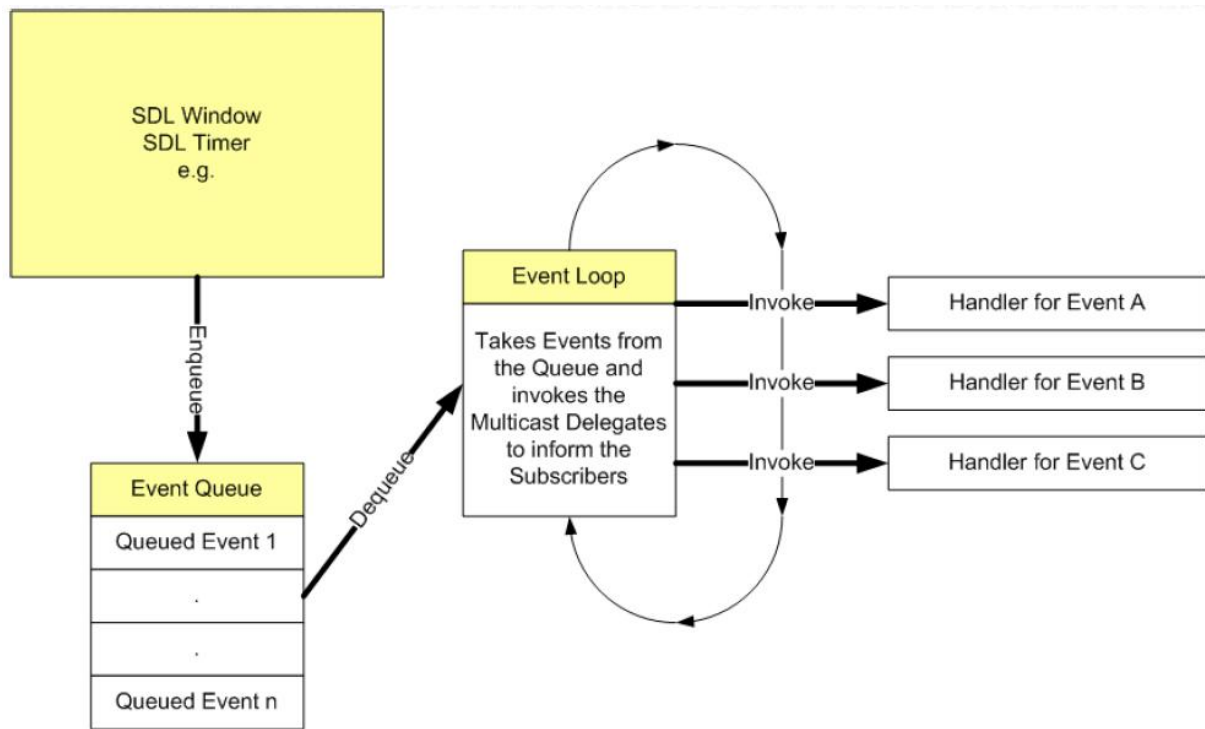 SDL Window
SDL Timer
e.g.
Enqueue
Event Queue
Queued Event 1
.
.
Queued Event n
Dequeue
Event Loop
Takes Events from
the Queue and
invokes the
Multicast Delegates
to inform the
Subscribers
Invoke
Handler for Event A
Invoke
Handler for Event B
Invoke
Handler for Event C